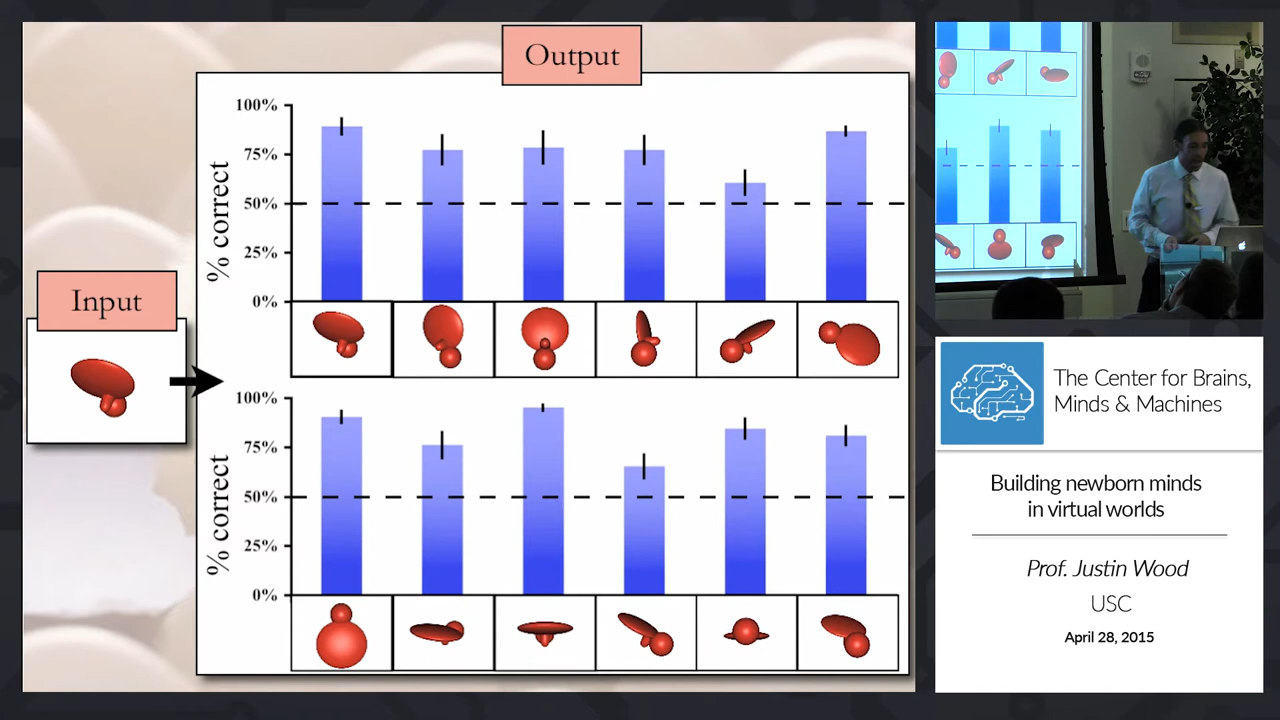 Output
100%
75%
50%
25%
0%
% correct
Input
100%
75%
50%
25%
0%
% correct
The Center for Brains,
Minds & Machines
Building newborn minds
in virtual worlds
Prof. Justin Wood
USC
April 28, 2015